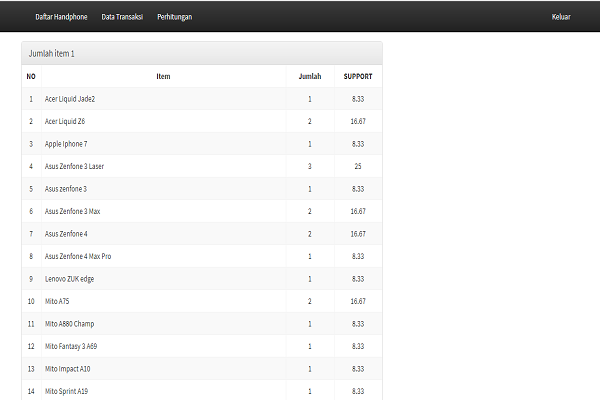 Daftar Handphone Data Transaksi Perhitungan Keluar
Jumlah item 1
NO Item Jumlah SUPPORT
1 Acer Liquid Jade2 1 8.33
2 Acer Liquid Z6 2 16.67
3 Apple Iphone 7 1 8.33
4 Asus Zenfone 3 Laser 3 25
5 Asus zenfone 3 1 8.33
6 Asus Zenfone 3 Max 2 16.67
7 Asus Zenfone 4 2 16.67
8 Asus Zenfone 4 Max Pro 1 8.33
9 Lenovo ZUK edge 1 8.33
10 Mito A75 2 16.67
11 Mito A880 Champ 1 8.33
12 Mito Fantasy 3 A69 1 8.33
13 Mito Impact A10 1 8.33
14 Mito Sprint A19 1 8.33